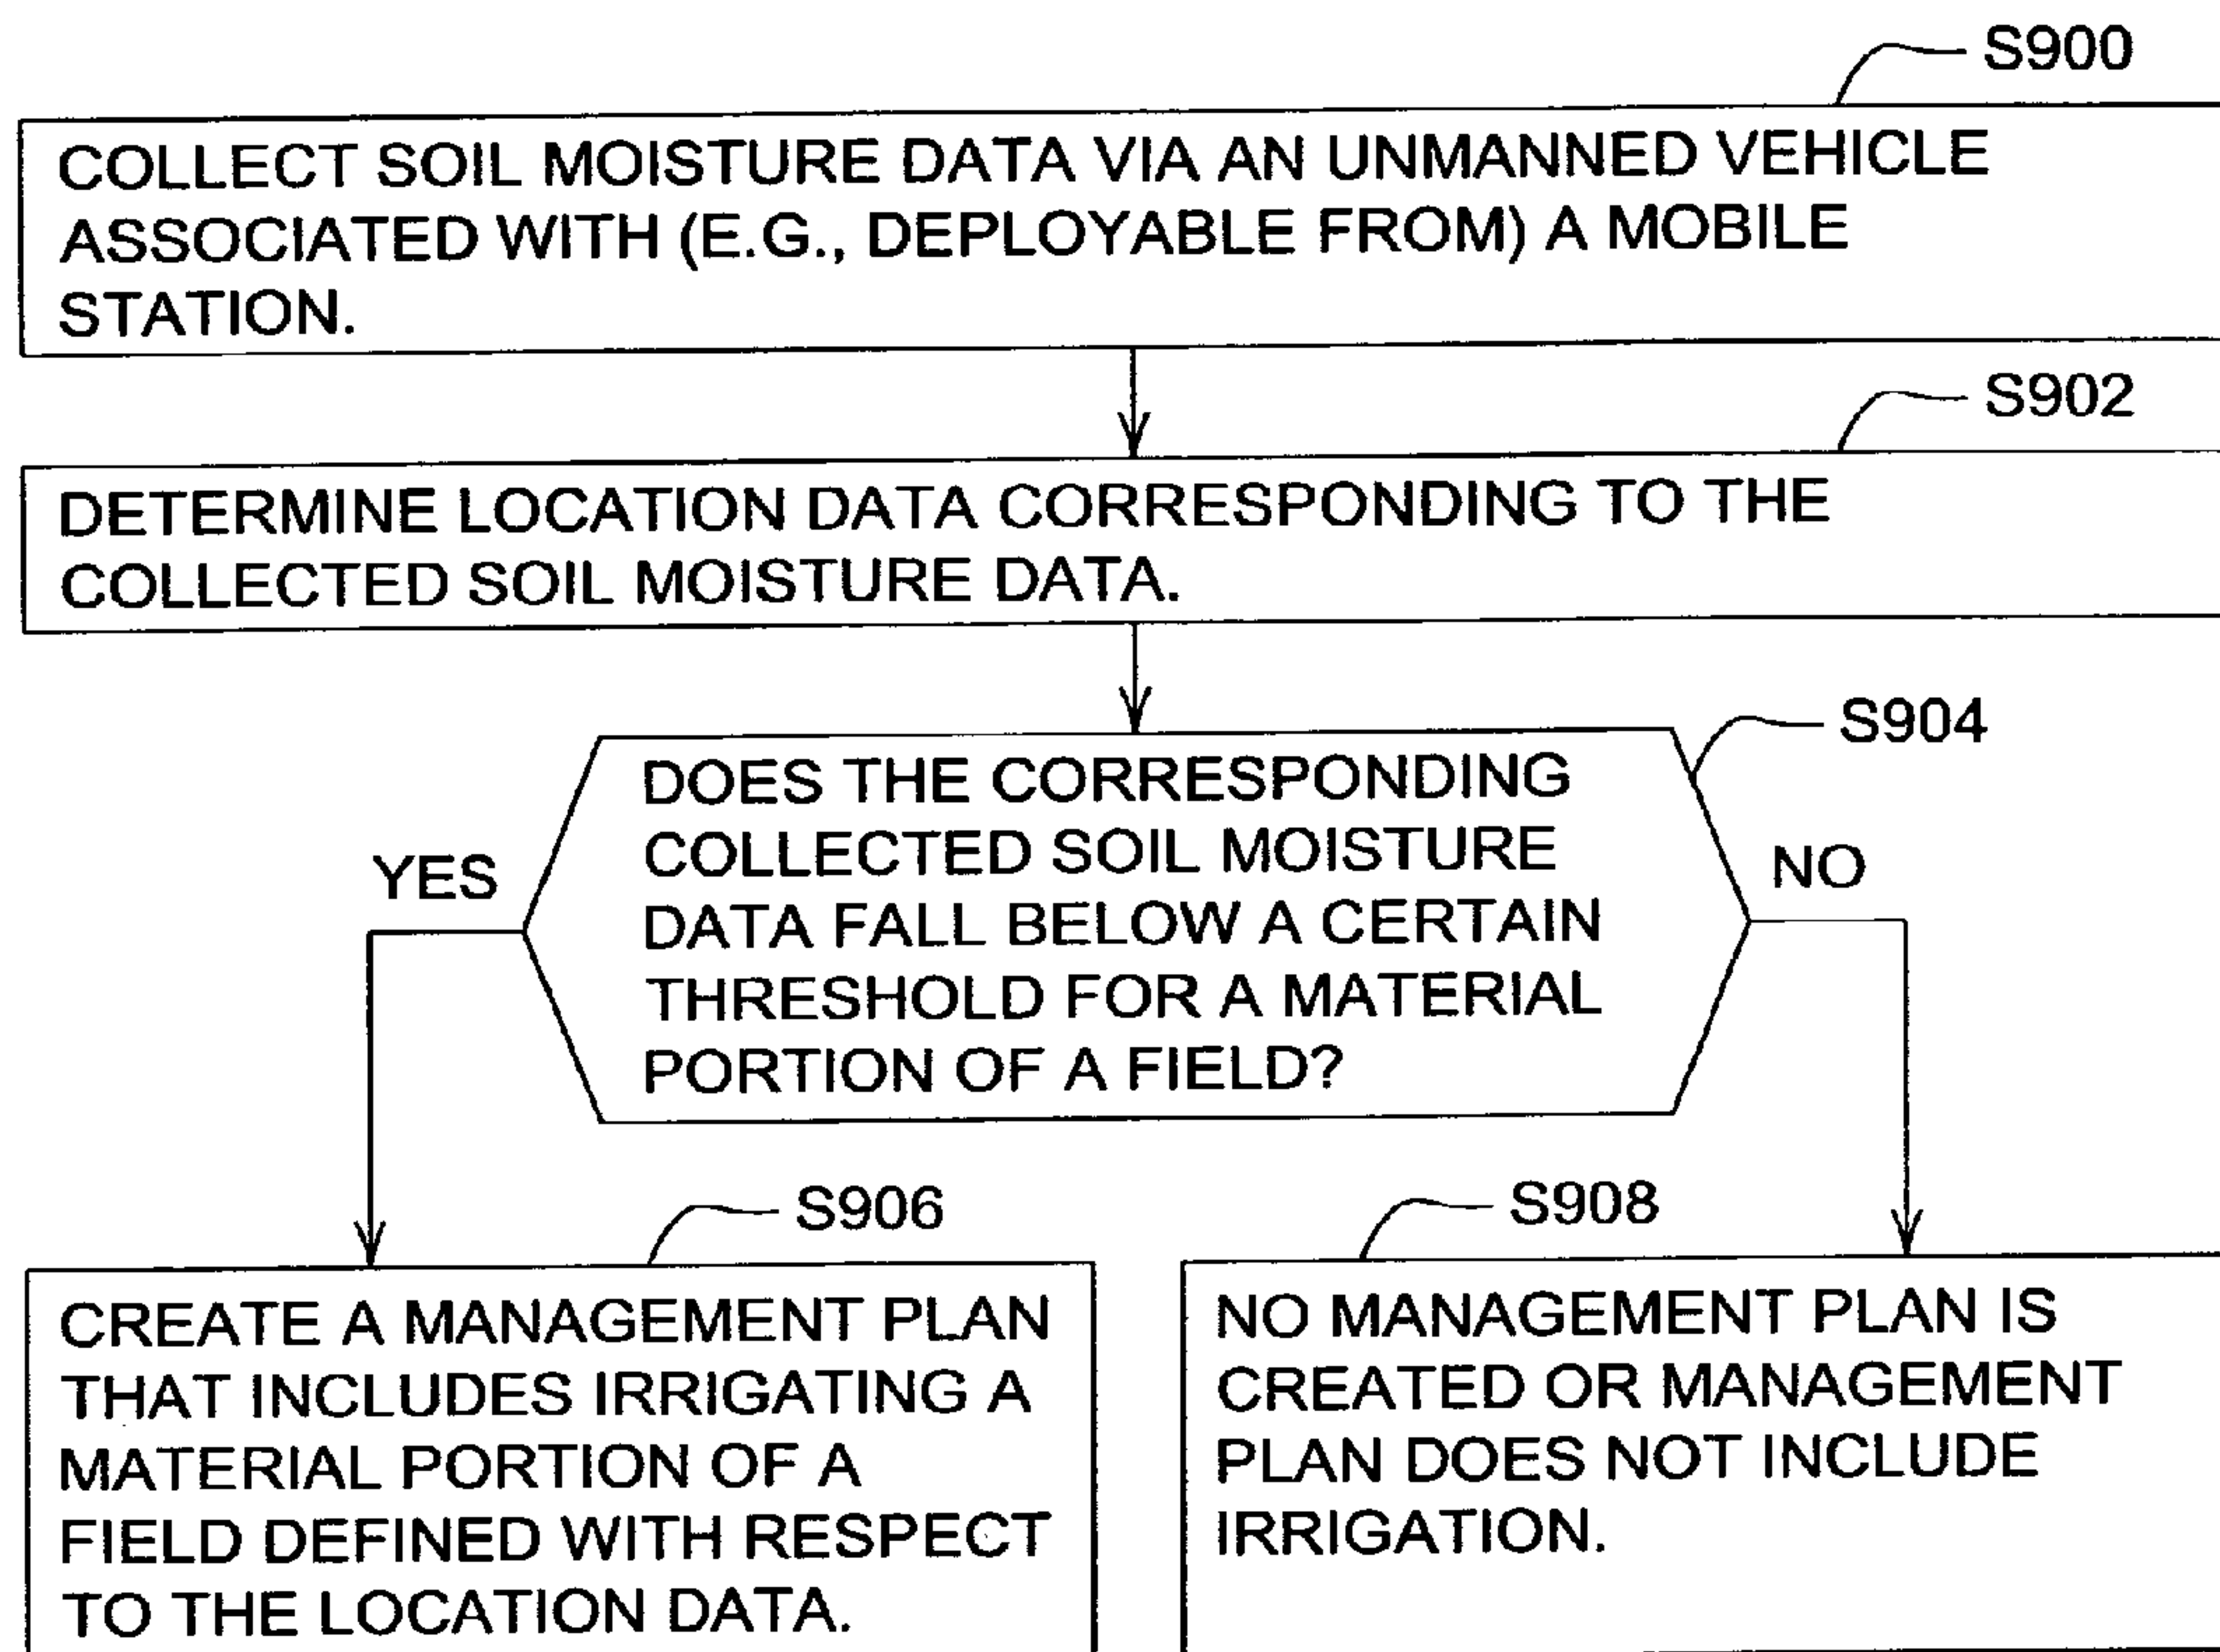 S900
COLLECT SOIL MOISTURE DATA VIA AN UNMANNED VEHICLE
ASSOCIATED WITH (E.G., DEPLOYABLE FROM) A MOBILE
STATION.
S902
DETERMINE LOCATION DATA CORRESPONDING TO THE
COLLECTED SOIL MOISTURE DATA.
S904
DOES THE CORRESPONDING
COLLECTED SOIL MOISTURE
DATA FALL BELOW A CERTAIN
THRESHOLD FOR A MATERIAL
PORTION OF A FIELD?
YES
NO
S906
CREATE A MANAGEMENT PLAN
THAT INCLUDES IRRIGATING A
MATERIAL PORTION OF A
FIELD DEFINED WITH RESPECT
TO THE LOCATION DATA.
S908
NO MANAGEMENT PLAN IS
CREATED OR MANAGEMENT
PLAN DOES NOT INCLUDE
IRRIGATION.